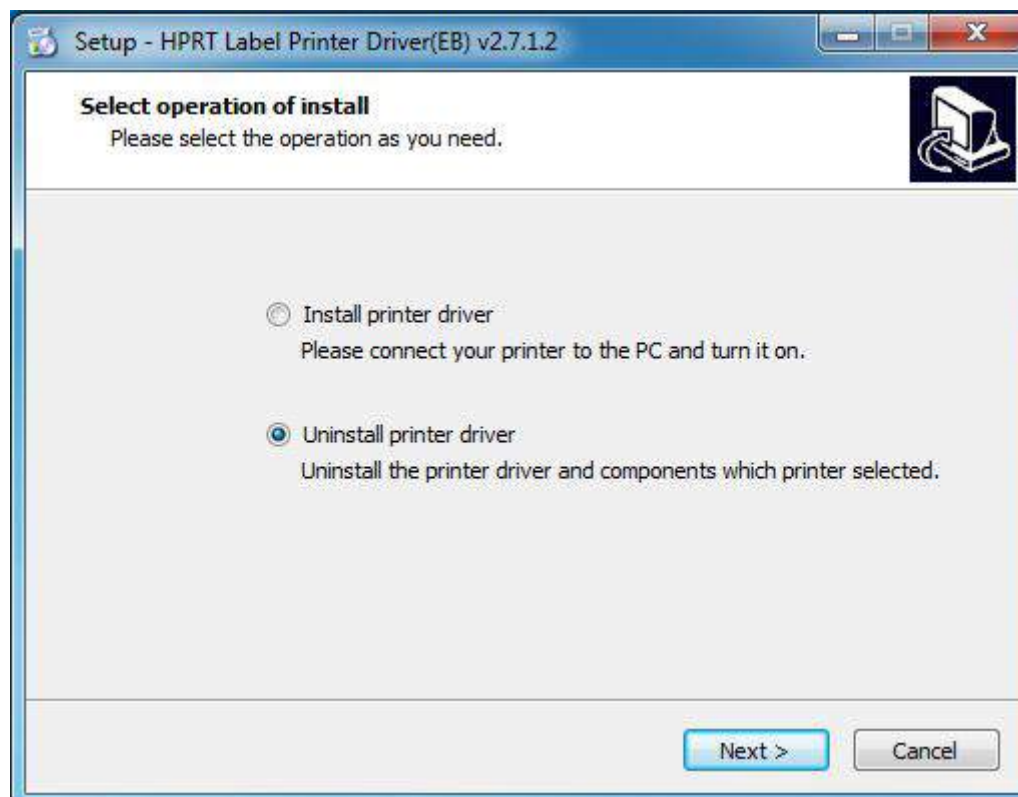 Setup - HPRT Label Printer Driver(EB) v2.7.1.2
Select operation of install
Please select the operation as you need.
Install printer driver
Please connect your printer to the PC and turn it on.
Uninstall printer driver
Uninstall the printer driver and components which printer selected.
Next > Cancel